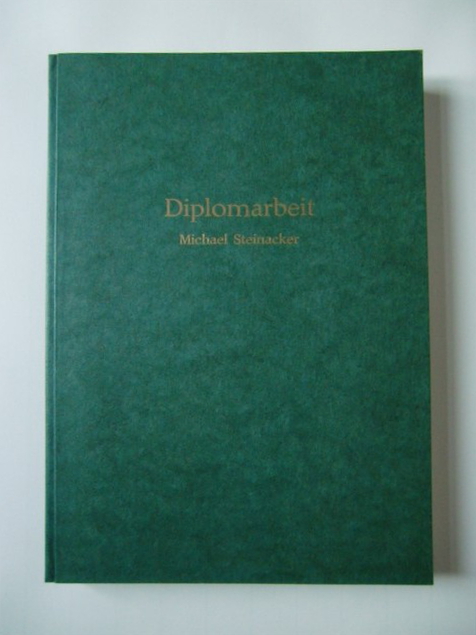 Diplomarbeit
Michael Steinacker